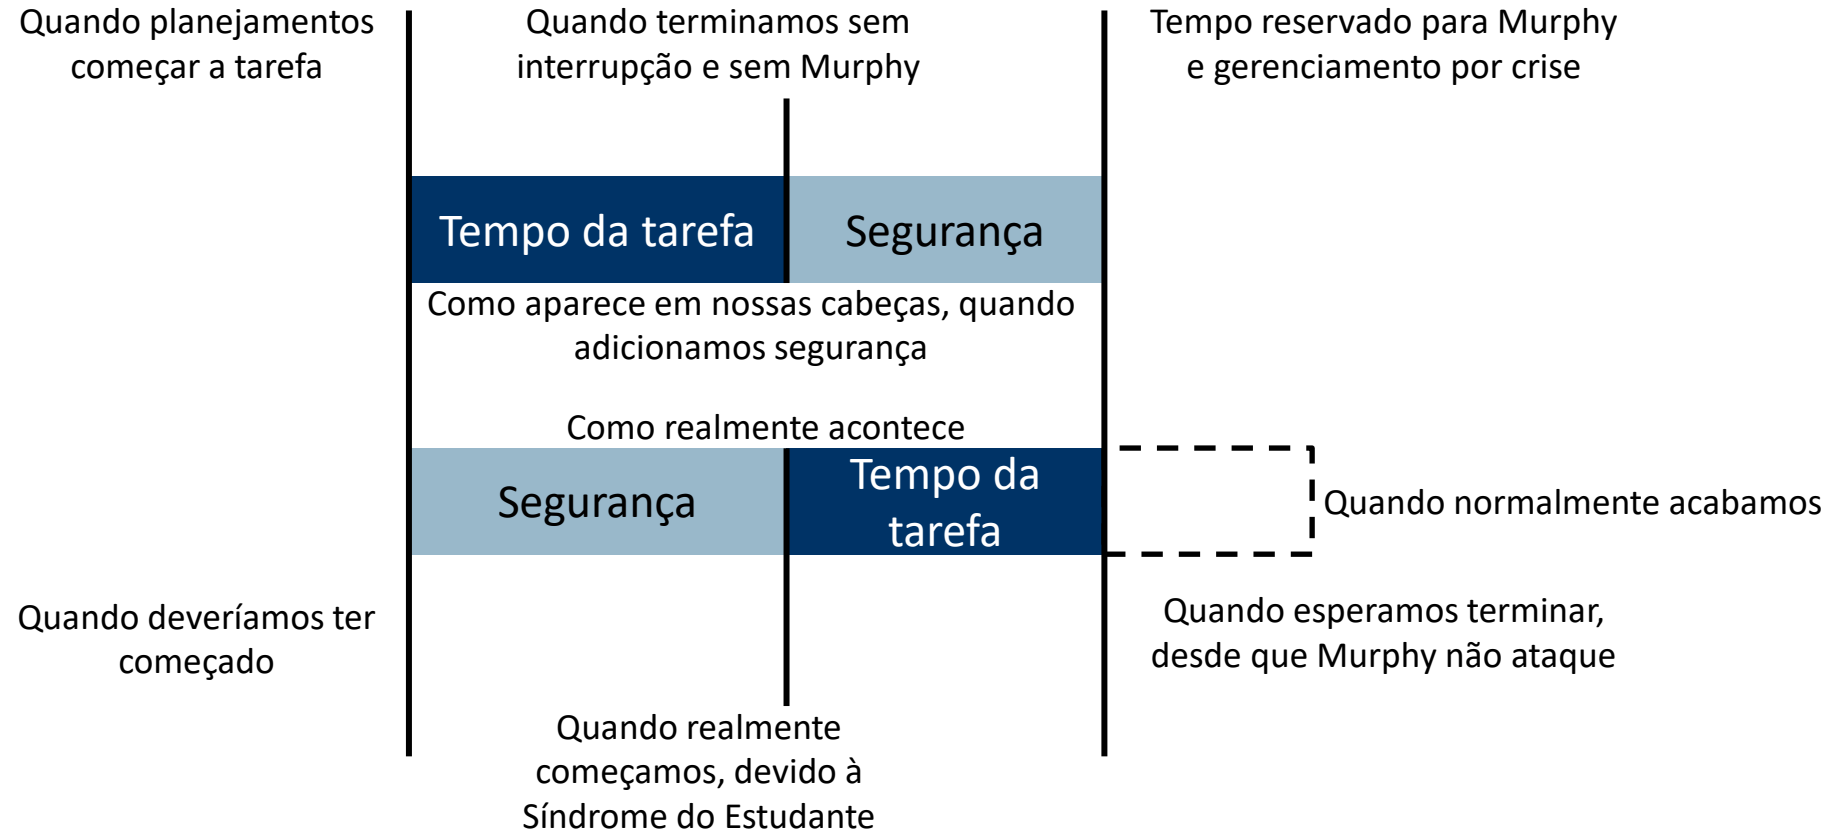 Quando planejamentos
começar a tarefa
Quando terminamos sem
interrupção e sem Murphy
Tempo reservado para Murphy
e gerenciamento por crise
Tempo da tarefa
Segurança
Como aparece em nossas cabeças, quando
adicionamos segurança
Como realmente acontece
Segurança
Tempo da
tarefa
Quando normalmente acabamos
Quando deveríamos ter
começado
Quando esperamos terminar,
desde que Murphy não ataque
Quando realmente
começamos, devido à
Síndrome do Estudante